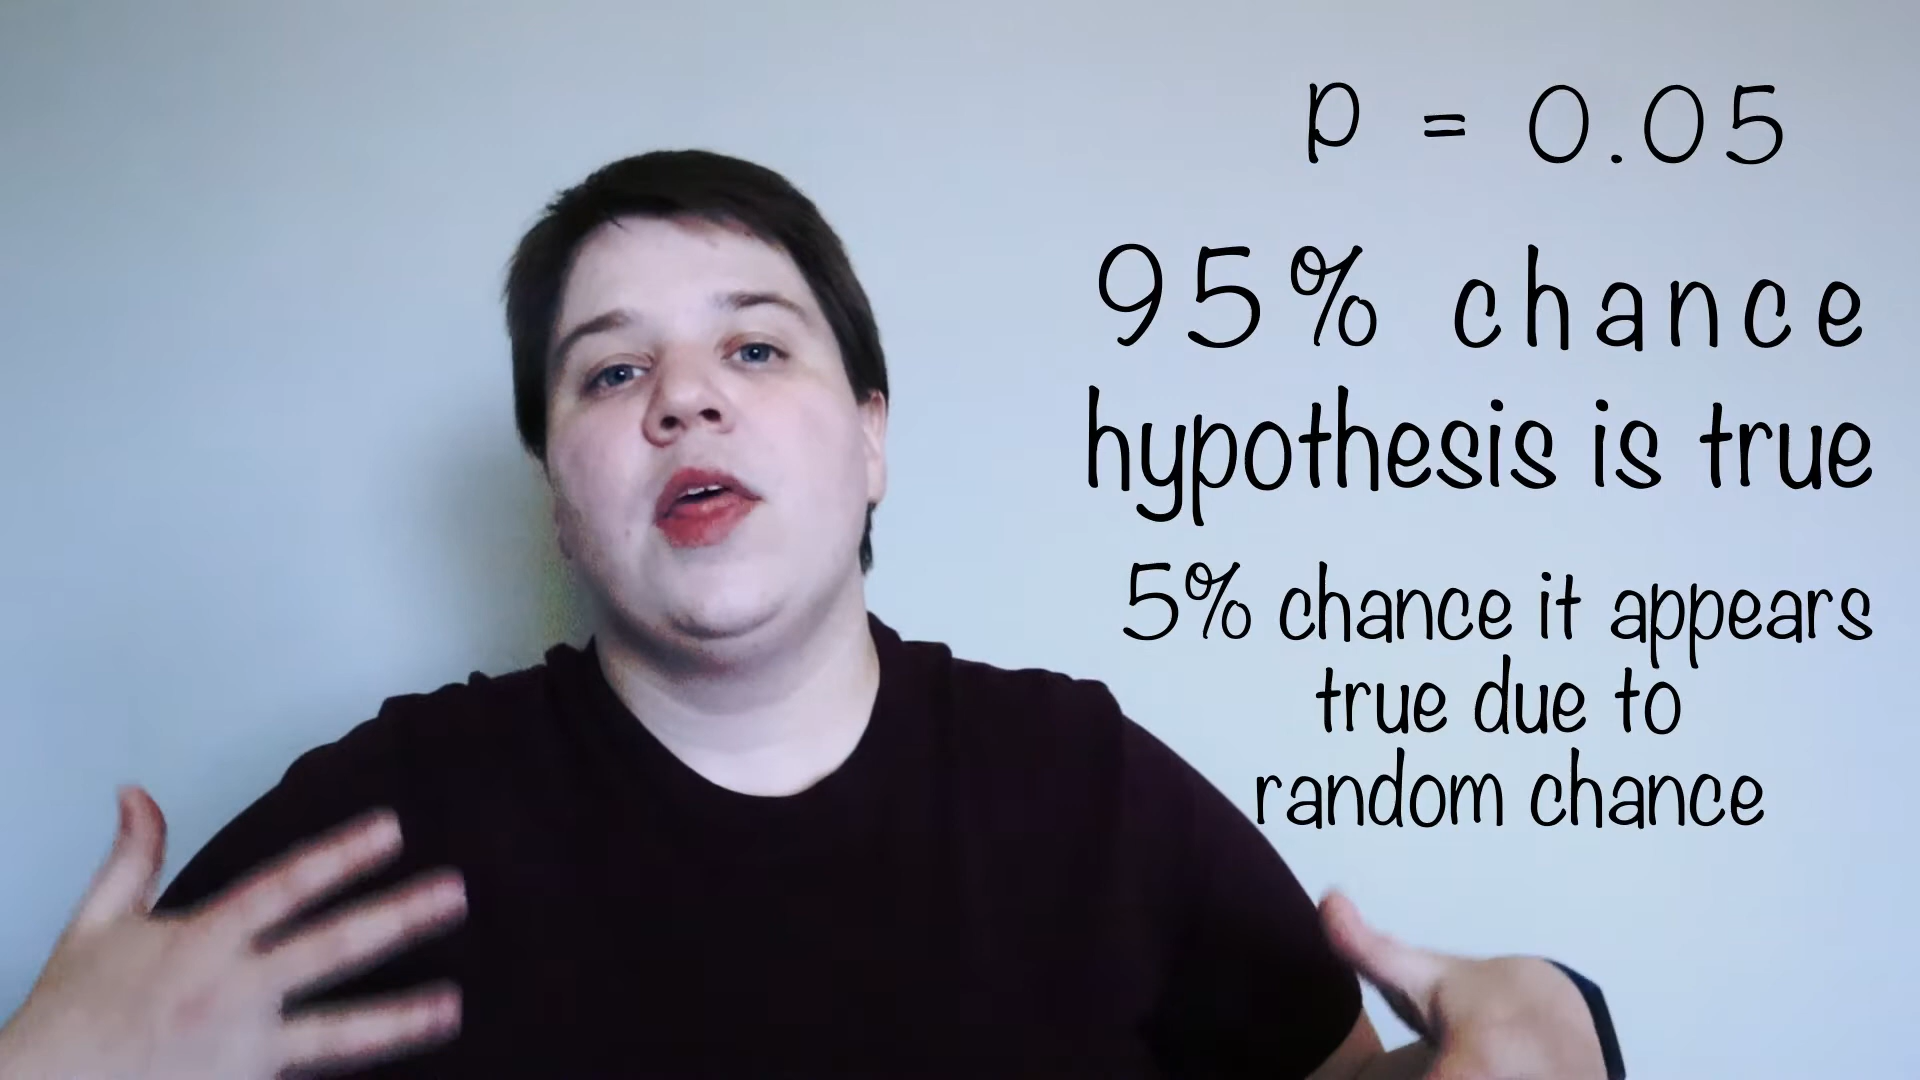 p = 0.05
95% chance
hypothesis is true
5% chance it appears
true due to
random chance